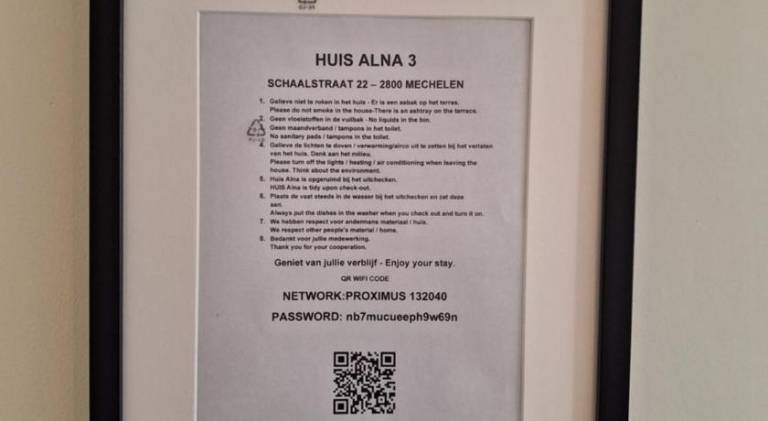 HUIS ALNA 3
SCHAALSTRAAT 22 – 2800 MECHELEN
1. Gelieve niet te roken in het huis - Er is een asbak op het terras.
Please do not smoke in the house-There is an ashtray on the terrace.
3. Geen vloeistoffen in de vuilbak - No liquids in the bin.
Geen maandverband / tampons in het toilet.
No sanitary pads / tampons in the toilet.
4. Gelieve de lichten te doven / verwarming/airco uit te zetten bij het verlaten
van het huis. Denk aan het milieu.
Please turn off the lights / heating / air conditioning when leaving the
house. Think about the environment.
5. Huis Alna is opgeruimd bij het uitchecken.
HUIS Alna is tidy upon check-out.
6. Plaats de vaat steeds in de wasser bij het uitchecken en zet deze
aan.
Always put the dishes in the washer when you check out and turn it on.
7. We hebben respect voor andermans materiaal / huis.
We respect other people's material / home.
8. Bedankt voor jullie medewerking.
Thank you for your cooperation.
Geniet van jullie verblijf - Enjoy your stay.
QR WIFI CODE
NETWORK:PROXIMUS 132040
PASSWORD: nb7mucueeph9w69n